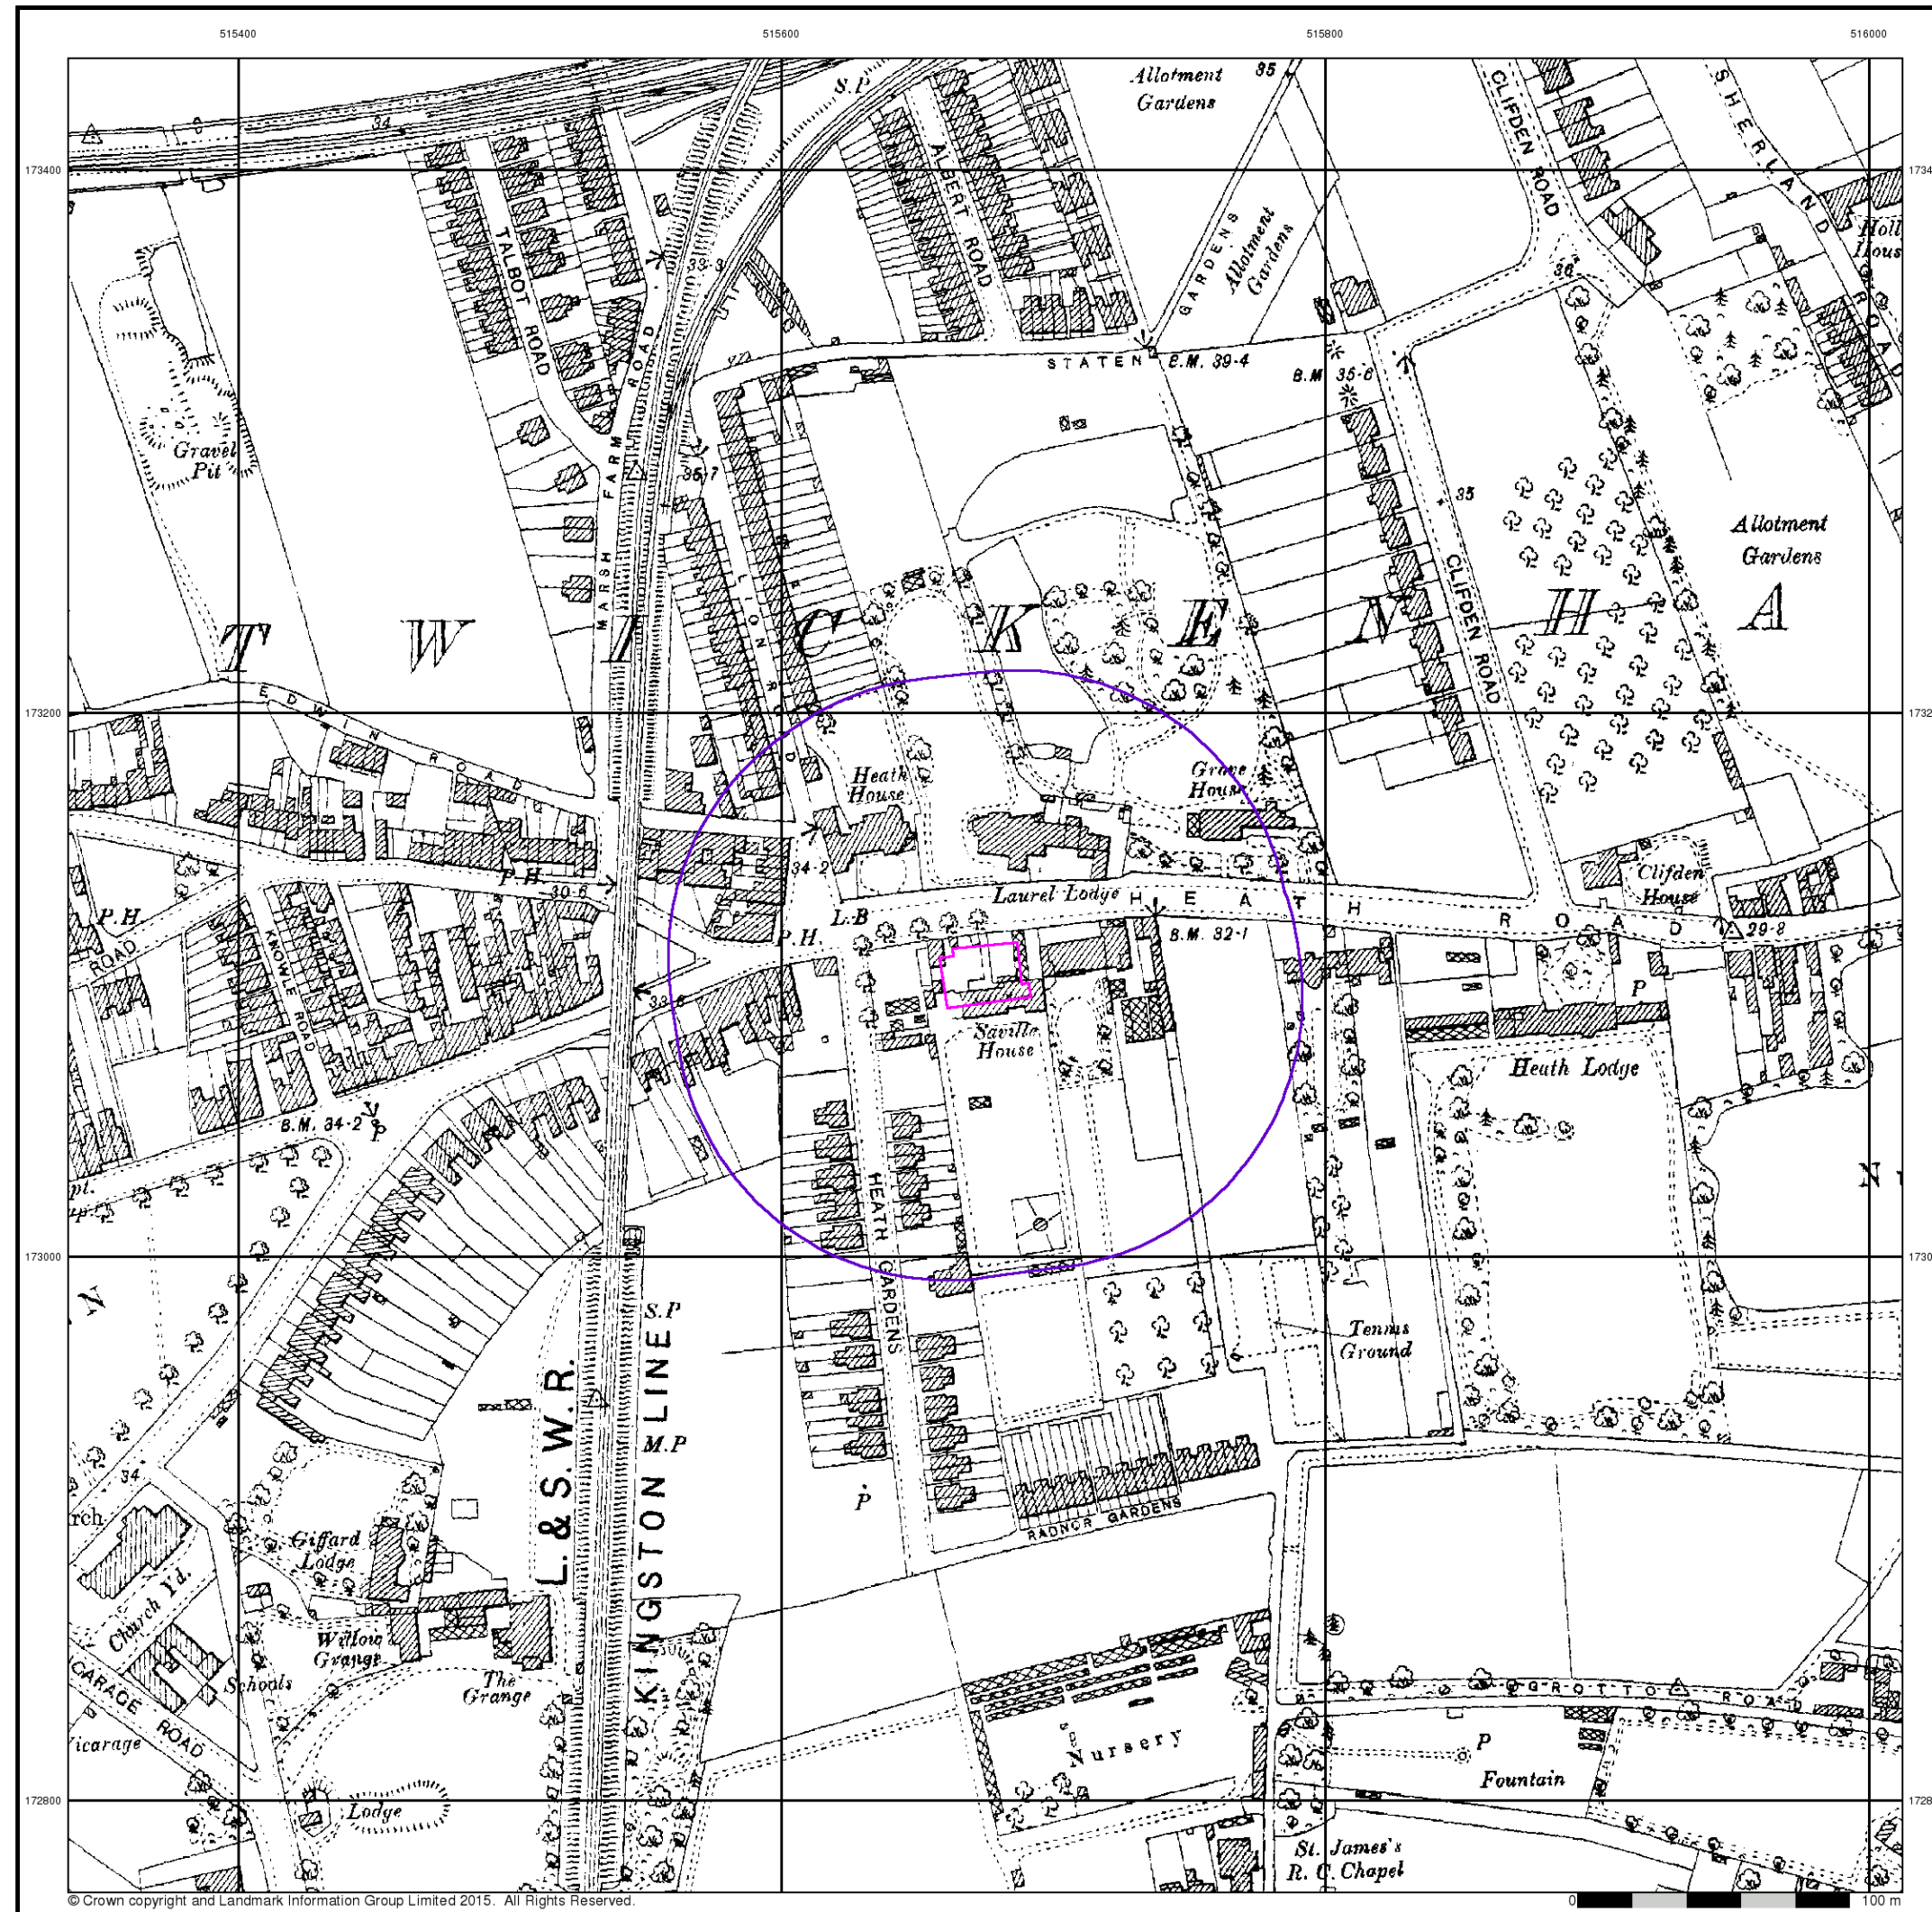 515400
515600
515800
516000
173400
173200
173000
172800
S.P
34
Allotment
Gardens
35
CLIFDEN ROAD
SHERLAND ROAD
TALBOT ROAD
ALBERT ROAD
33·3
GARDENS
Allotment
Gardens
36
STATEN
B.M. 39·4
B.M. 35·6
Gravel
Pit
MARSH FARM ROAD
35·7
35
CLIFDEN ROAD
Allotment
Gardens
TWICKENHA
EDWIN ROAD
Heath
House
Grove
House
34·2
P.H.
30·6
P.H.
Laurel Lodge
HEATH ROAD
L.B
P.H.
B.M. 32·1
Clifden
House
29·8
ROAD
KNOWLE ROAD
Saville
House
P
Heath Lodge
B.M. 34·2
P
HEATH GARDENS
N
S.P
M.P
L. & S. W. R.
KINGSTON LINE
Tennis
Ground
34
P
RADNOR GARDENS
rch
Giffard
Lodge
Church Yd.
Willow
Grange
The
Grange
Schools
CARAGE ROAD
icarage
Lodge
Nursery
GROTTO ROAD
P
Fountain
St. James's
R. C. Chapel
© Crown copyright and Landmark Information Group Limited 2015. All Rights Reserved.
0
100 m